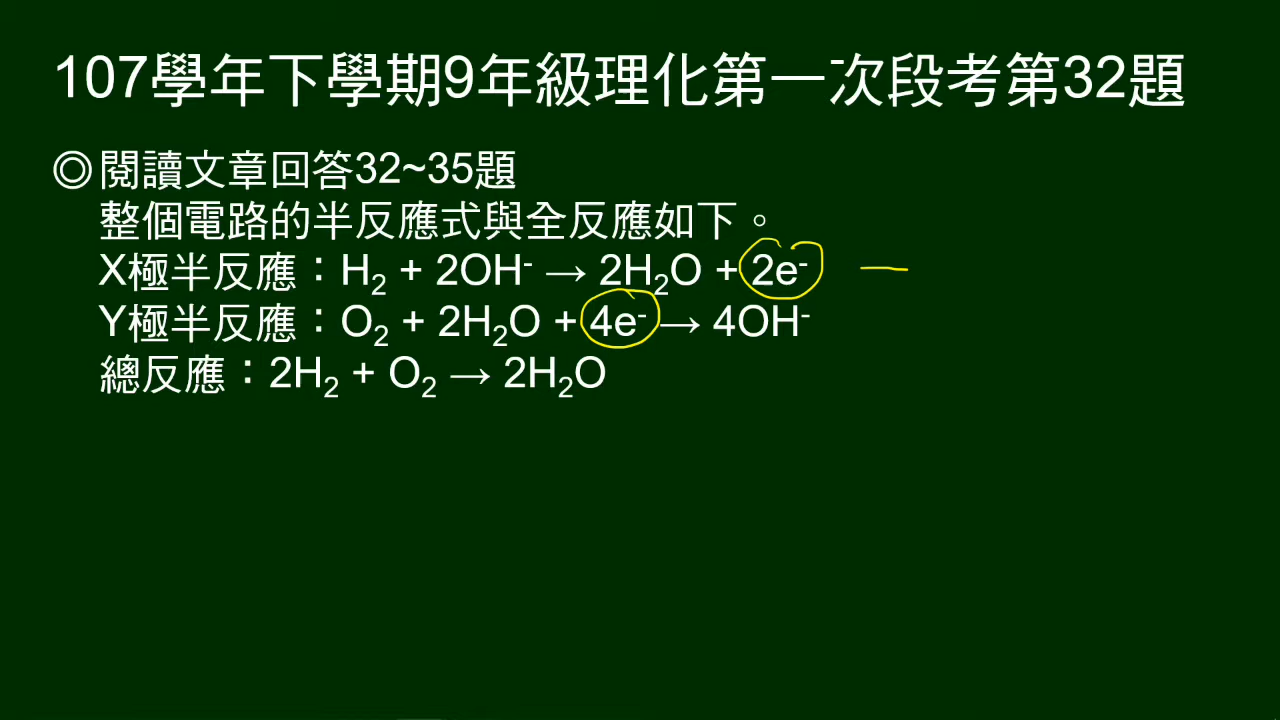 107學年下學期9年級理化第一次段考第32題
◎閱讀文章回答32~35題
整個電路的半反應式與全反應如下。
X極半反應：H₂ + 2OH⁻ → 2H₂O + 2e⁻ —
Y極半反應：O₂ + 2H₂O + 4e⁻ → 4OH⁻
總反應：2H₂ + O₂ → 2H₂O